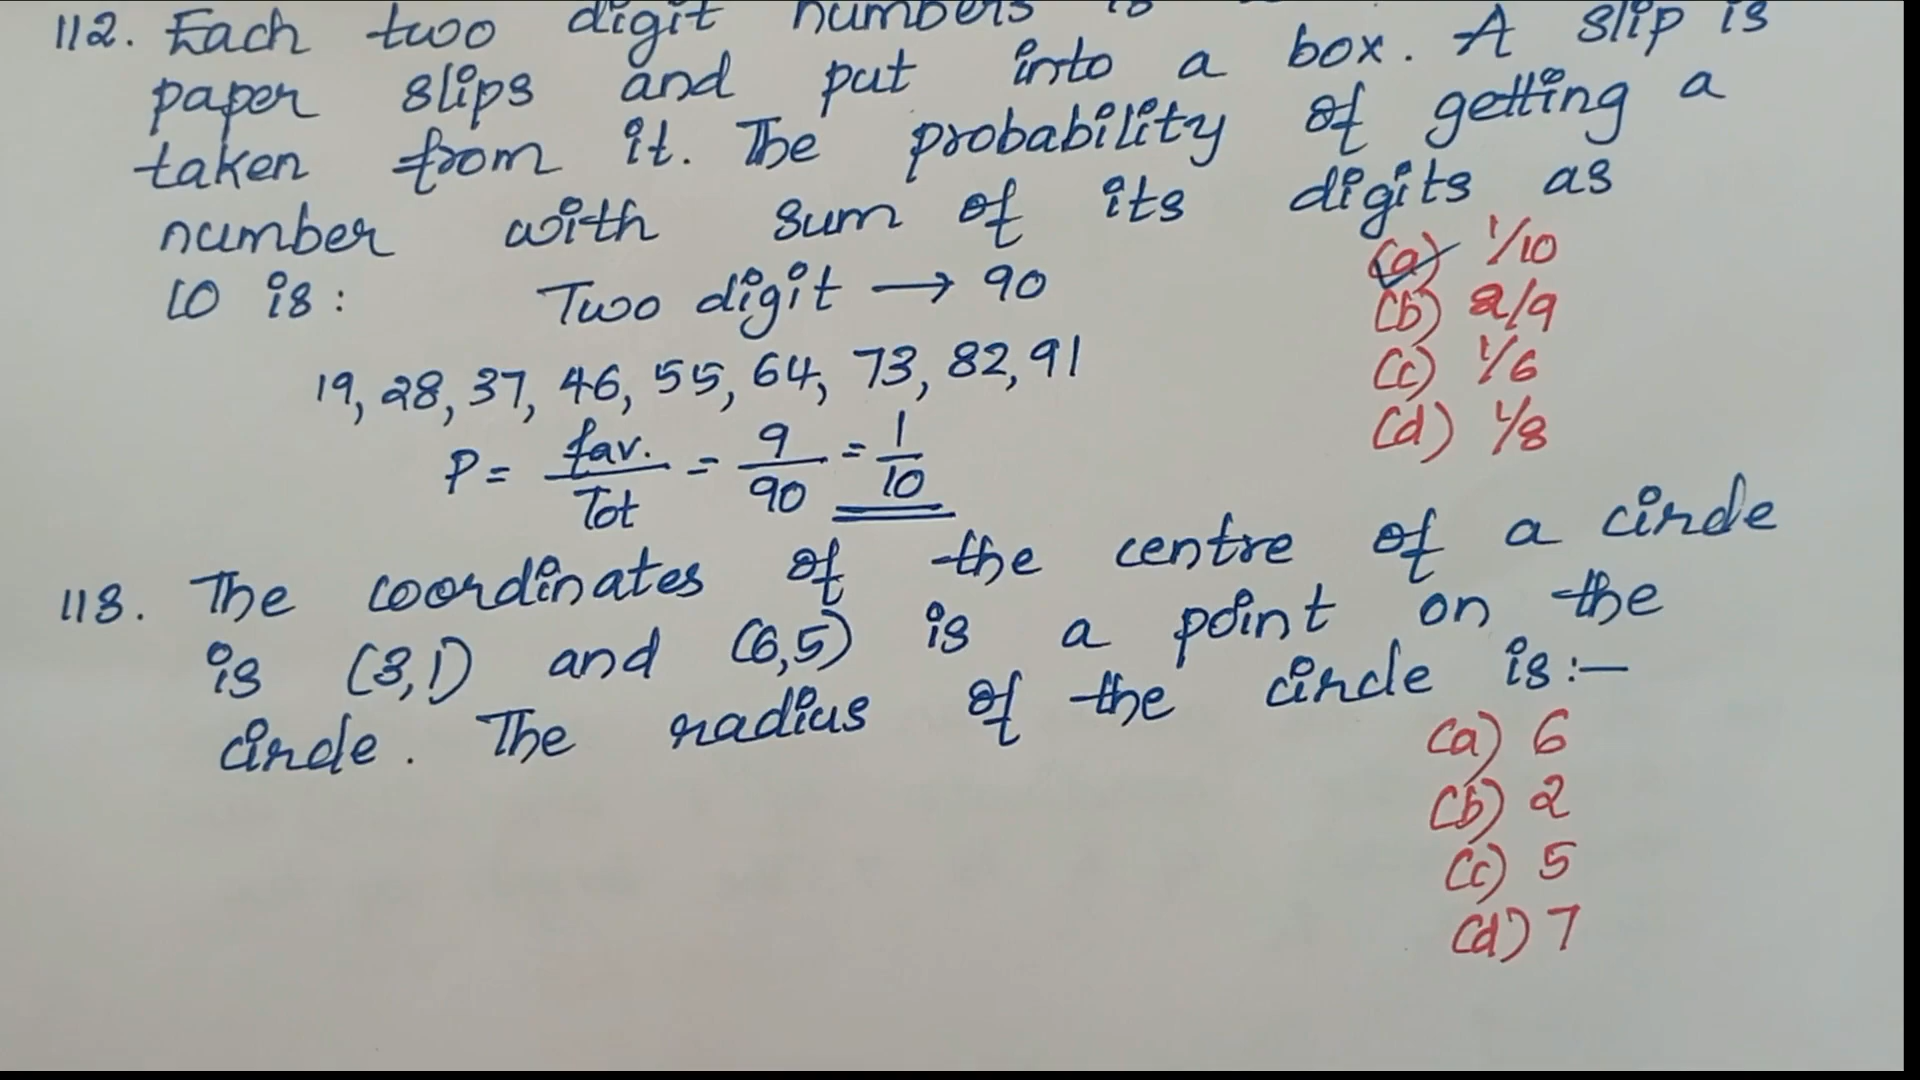 112. Each two digit numbers is
paper slips and put into a box. A slip is
taken from it. The probability of getting a
number with sum of its digits as
10 is:
Two digit → 90
(a) 1/10
(b) 2/9
(c) 1/6
(d) 1/8
19, 28, 37, 46, 55, 64, 73, 82, 91
P = fav./Tot = 9/90 = 1/10
113. The coordinates of the centre of a circle
is (3,1) and (6,5) is a point on the
circle. The radius of the circle is:—
(a) 6
(b) 2
(c) 5
(d) 7